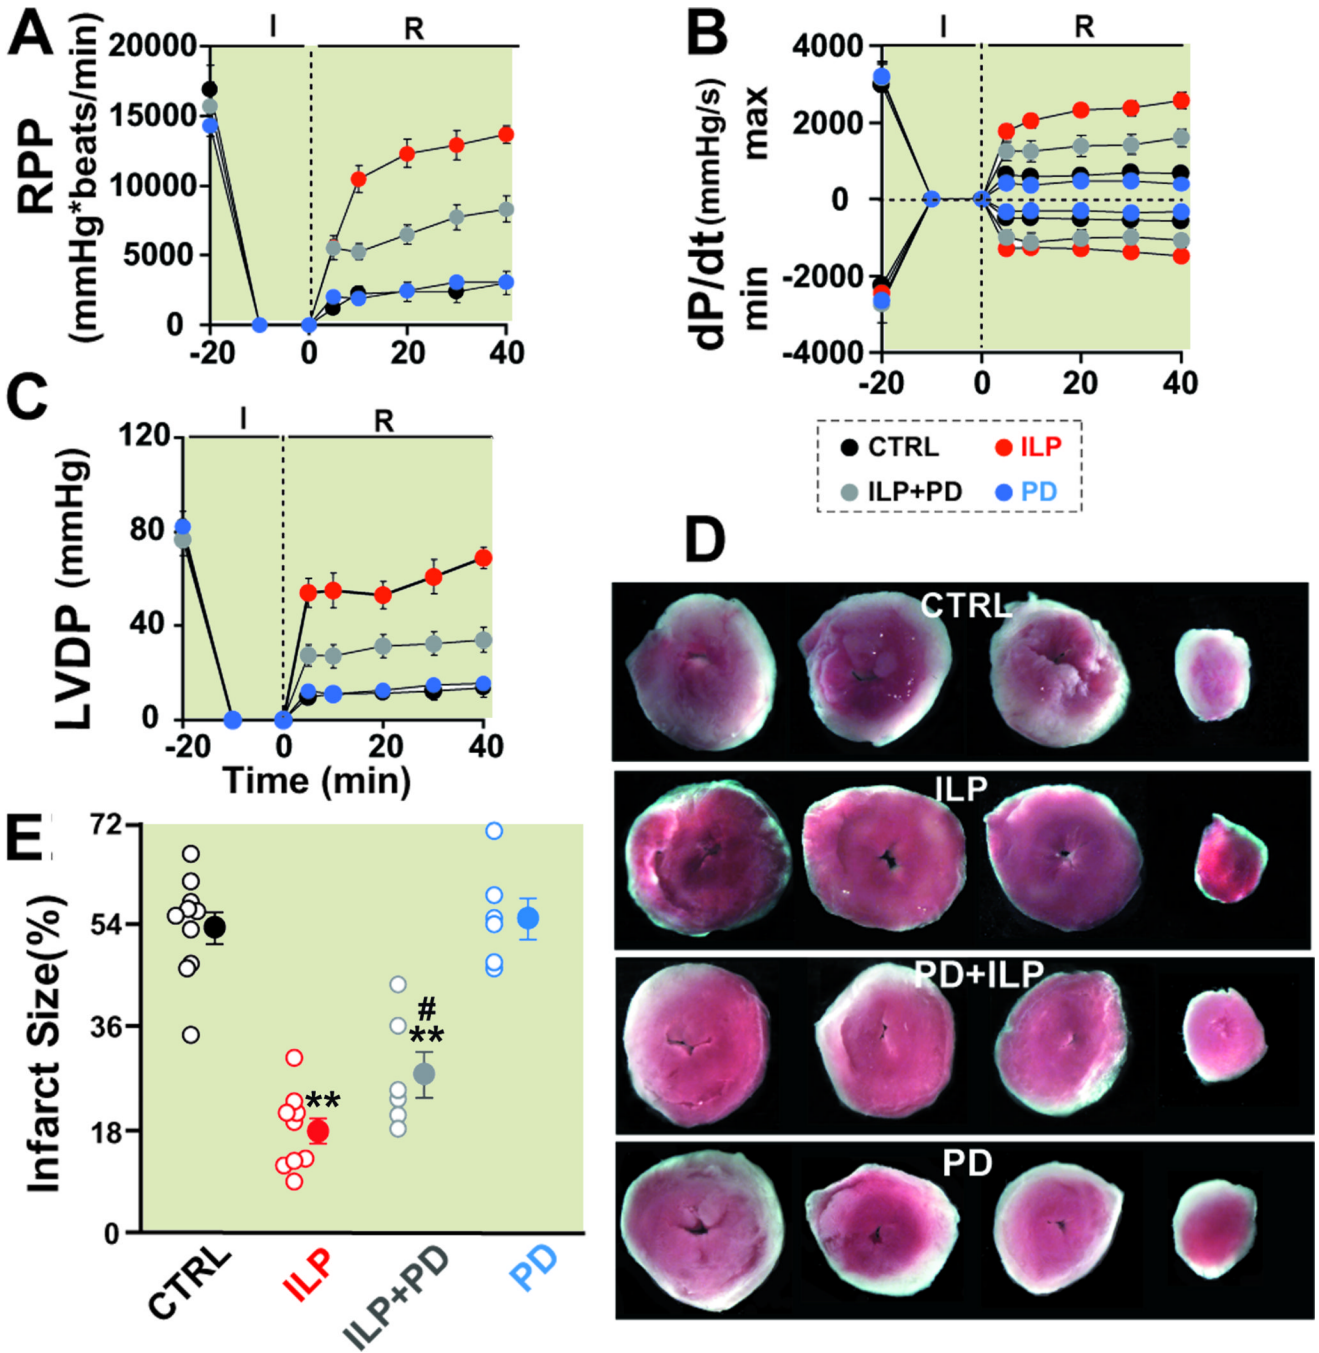 A
I
R
20000
15000
10000
5000
0
-20
0
20
40
RPP
(mmHg*beats/min)
B
I
R
4000
2000
0
-2000
-4000
-20
0
20
40
dP/dt (mmHg/s)
min
max
C
I
R
120
80
40
0
-20
0
20
40
LVDP (mmHg)
Time (min)
CTRL
ILP
ILP+PD
PD
D
CTRL
ILP
PD+ILP
PD
E
72
54
36
18
0
Infarct Size(%)
**
#
**
CTRL
ILP
ILP+PD
PD